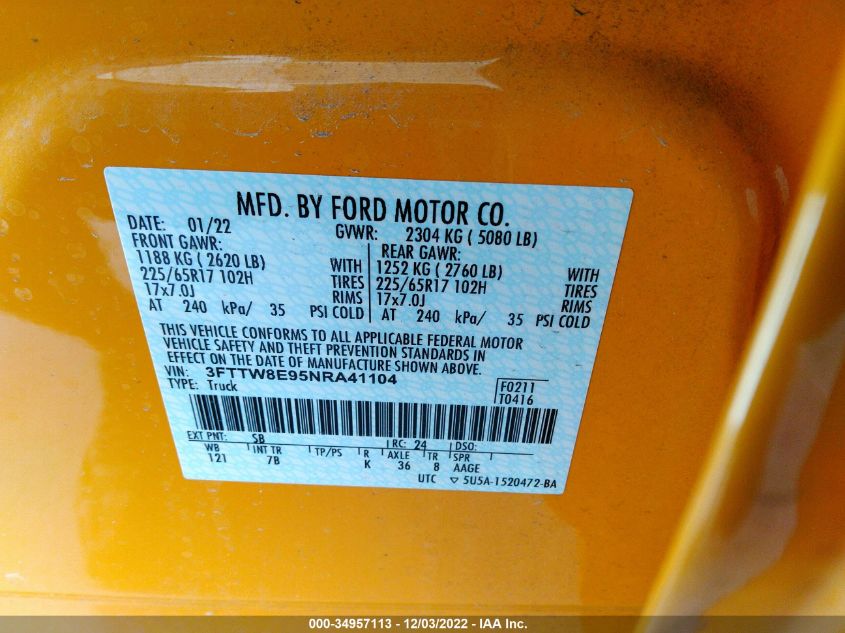 MFD. BY FORD MOTOR CO.
DATE: 01/22 GVWR: 2304 KG ( 5080 LB)
FRONT GAWR: REAR GAWR:
1188 KG ( 2620 LB) WITH 1252 KG ( 2760 LB) WITH
225/65R17 102H TIRES 225/65R17 102H TIRES
17x7.0J RIMS 17x7.0J RIMS
AT 240 kPa/ 35 PSI COLD AT 240 kPa/ 35 PSI COLD
THIS VEHICLE CONFORMS TO ALL APPLICABLE FEDERAL MOTOR
VEHICLE SAFETY AND THEFT PREVENTION STANDARDS IN
EFFECT ON THE DATE OF MANUFACTURE SHOWN ABOVE.
VIN: 3FTTW8E95NRA41104
TYPE: Truck F0211
T0416
EXT PNT: SB RC: 24 DSO:
WB INT TR TP/PS R AXLE TR SPR
121 7B K 36 8 AAGE
UTC ▽ 5U5A-1520472-BA
000-34957113 - 12/03/2022 - IAA Inc.